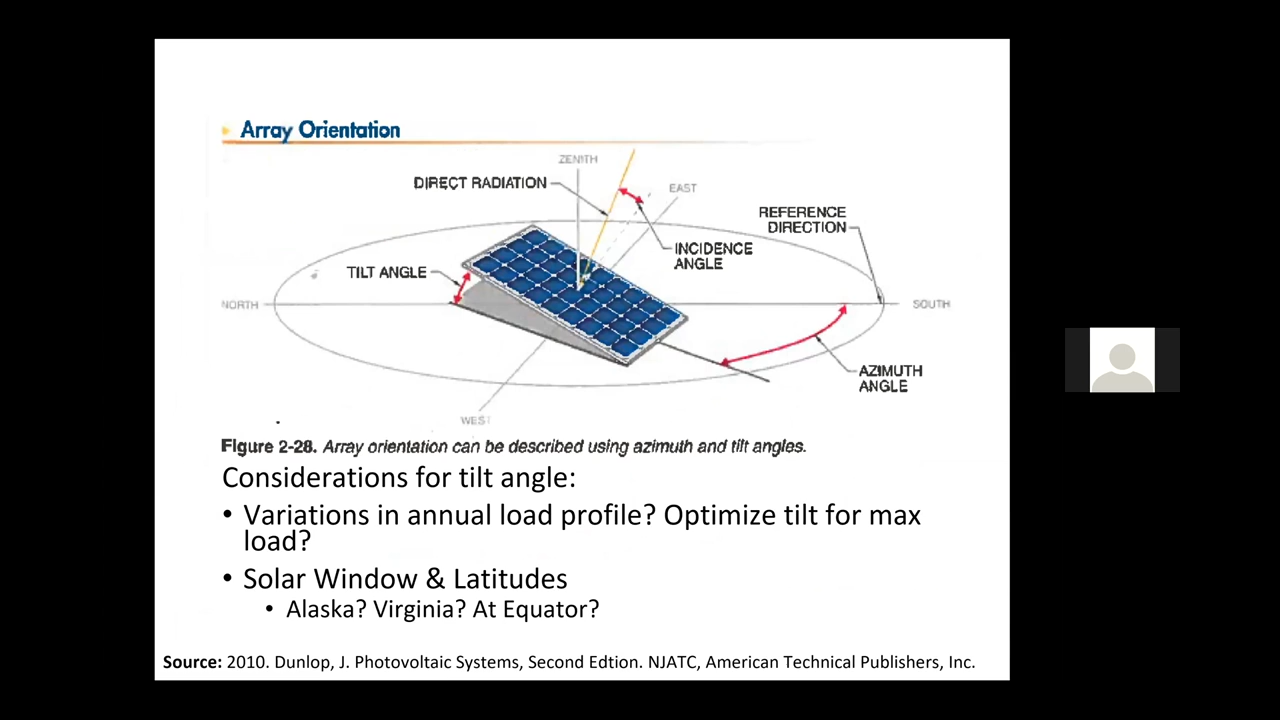 Array Orientation
ZENITH
DIRECT RADIATION
EAST
REFERENCE
DIRECTION
INCIDENCE
ANGLE
TILT ANGLE
NORTH
SOUTH
AZIMUTH
ANGLE
WEST
Figure 2-28. Array orientation can be described using azimuth and tilt angles.
Considerations for tilt angle:
• Variations in annual load profile? Optimize tilt for max
load?
• Solar Window & Latitudes
• Alaska? Virginia? At Equator?
Source: 2010. Dunlop, J. Photovoltaic Systems, Second Edtion. NJATC, American Technical Publishers, Inc.